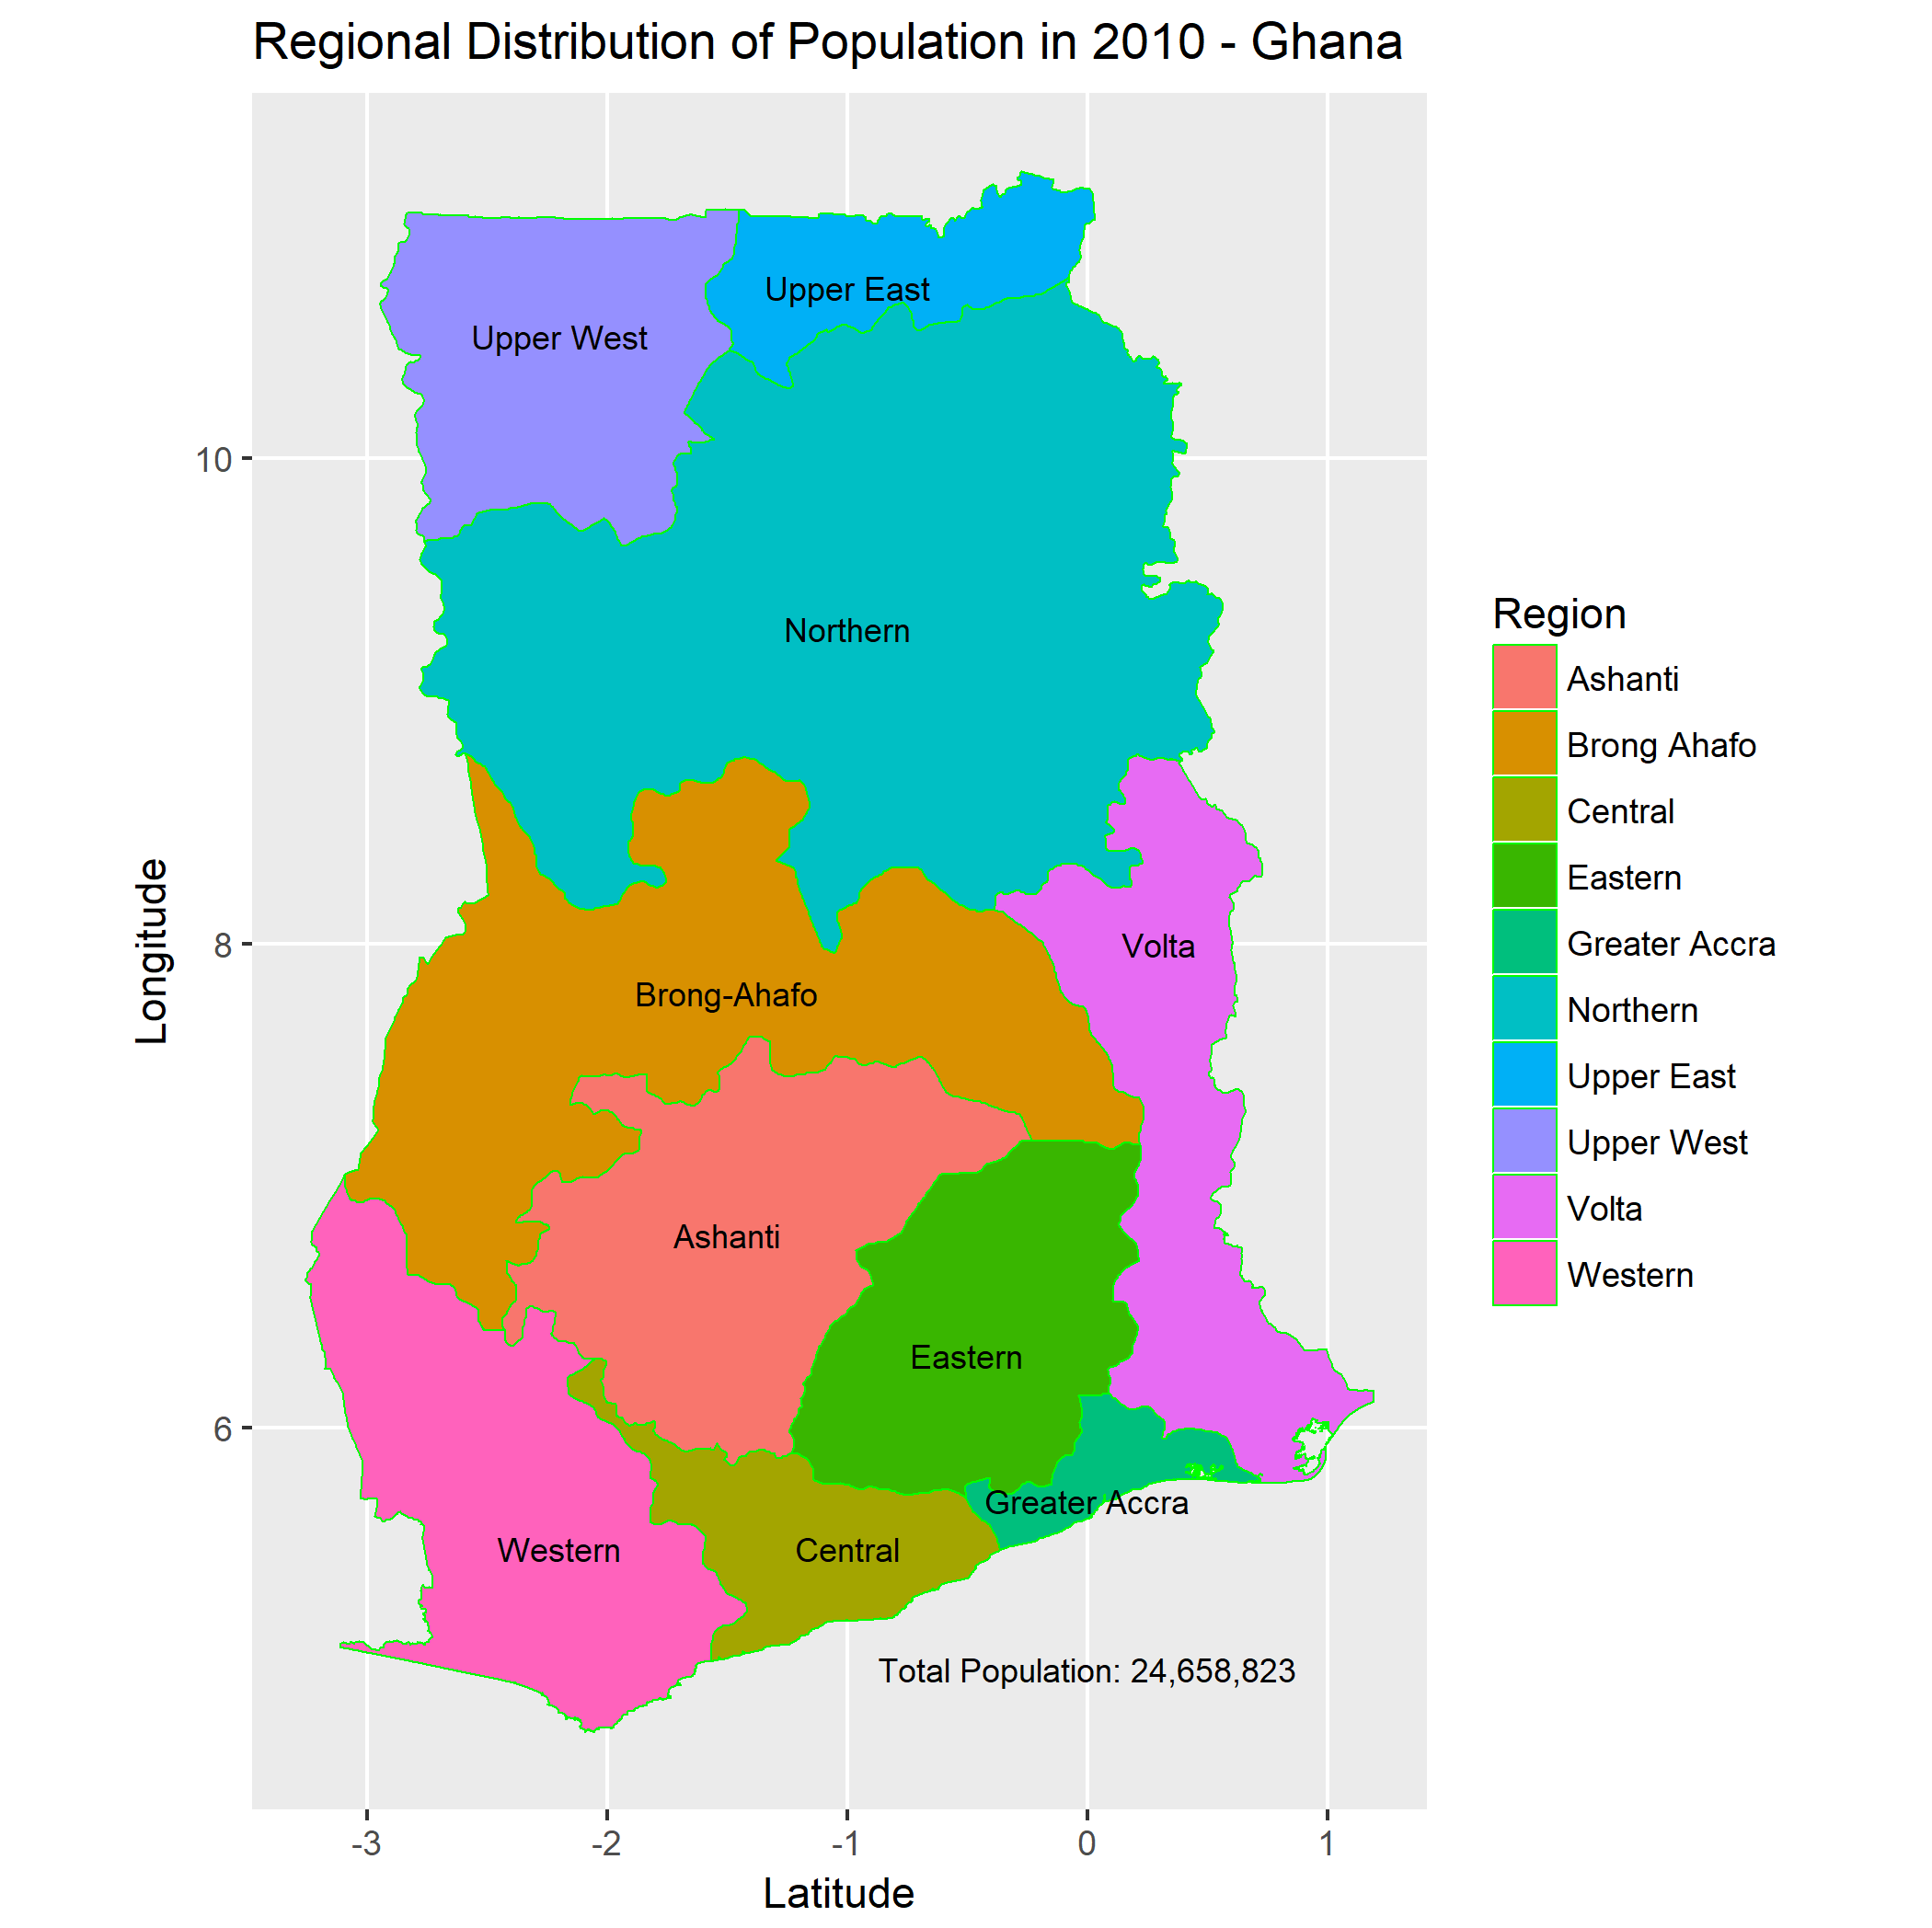 Regional Distribution of Population in 2010 - Ghana
Upper East
Upper West
10
Northern
8
Volta
Brong-Ahafo
Ashanti
Eastern
6
Greater Accra
Western
Central
Total Population: 24,658,823
-3
-2
-1
0
1
Latitude
Longitude
Region
Ashanti
Brong Ahafo
Central
Eastern
Greater Accra
Northern
Upper East
Upper West
Volta
Western